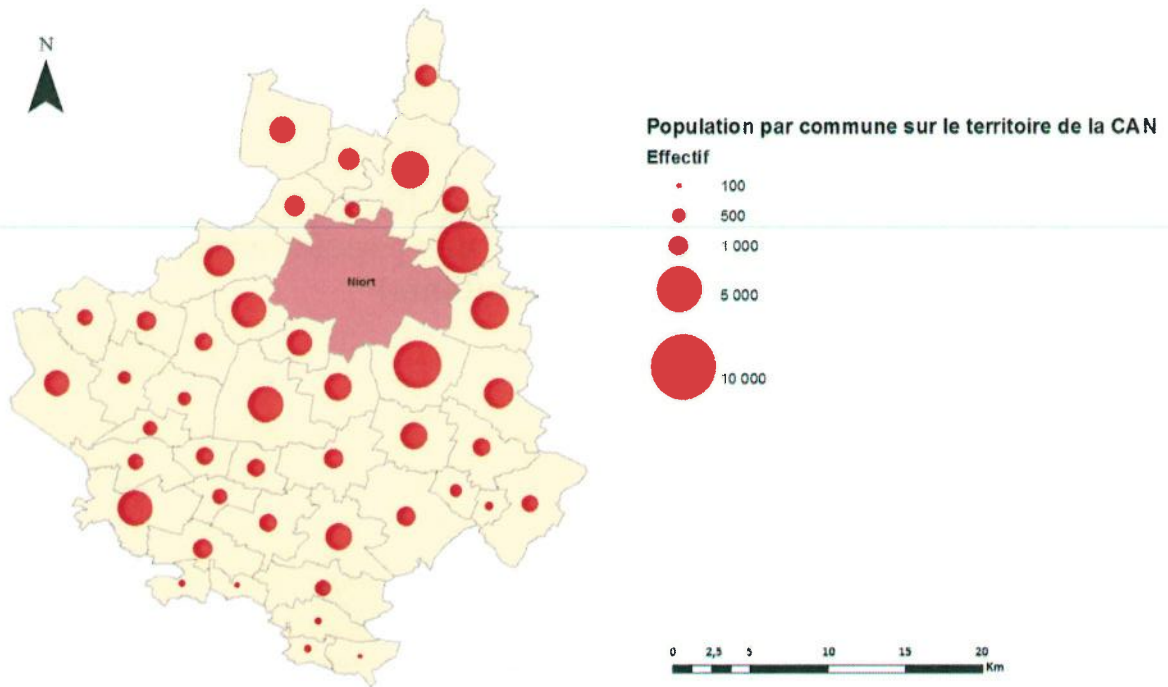 N
Population par commune sur le territoire de la CAN
Effectif
100
500
1 000
5 000
10 000
Niort
0 2,5 5 10 15 20
Km